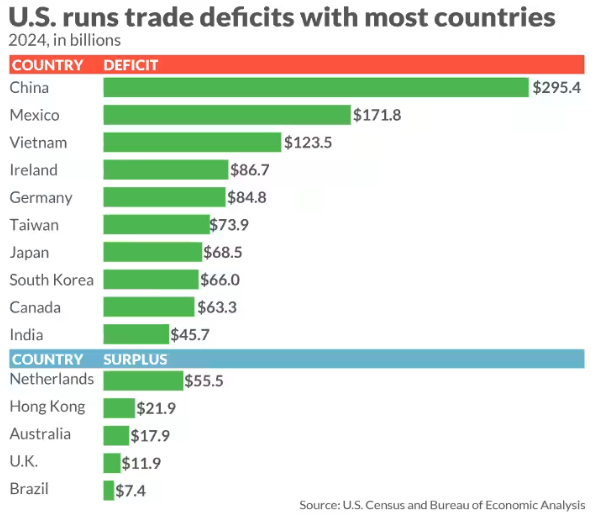 U.S. runs trade deficits with most countries
2024, in billions
COUNTRY DEFICIT
China $295.4
Mexico $171.8
Vietnam $123.5
Ireland $86.7
Germany $84.8
Taiwan $73.9
Japan $68.5
South Korea $66.0
Canada $63.3
India $45.7
COUNTRY SURPLUS
Netherlands $55.5
Hong Kong $21.9
Australia $17.9
U.K. $11.9
Brazil $7.4
Source: U.S. Census and Bureau of Economic Analysis